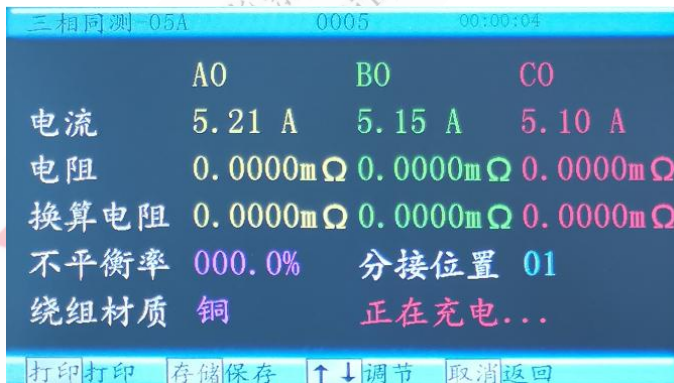 三相同测-05A 0005 00:00:04
AO BO CO
电流 5.21 A 5.15 A 5.10 A
电阻 0.0000mΩ 0.0000mΩ 0.0000mΩ
换算电阻 0.0000mΩ 0.0000mΩ 0.0000mΩ
不平衡率 000.0% 分接位置 01
绕组材质 铜 正在充电...
打印打印 存储保存 ↑↓调节 取消返回